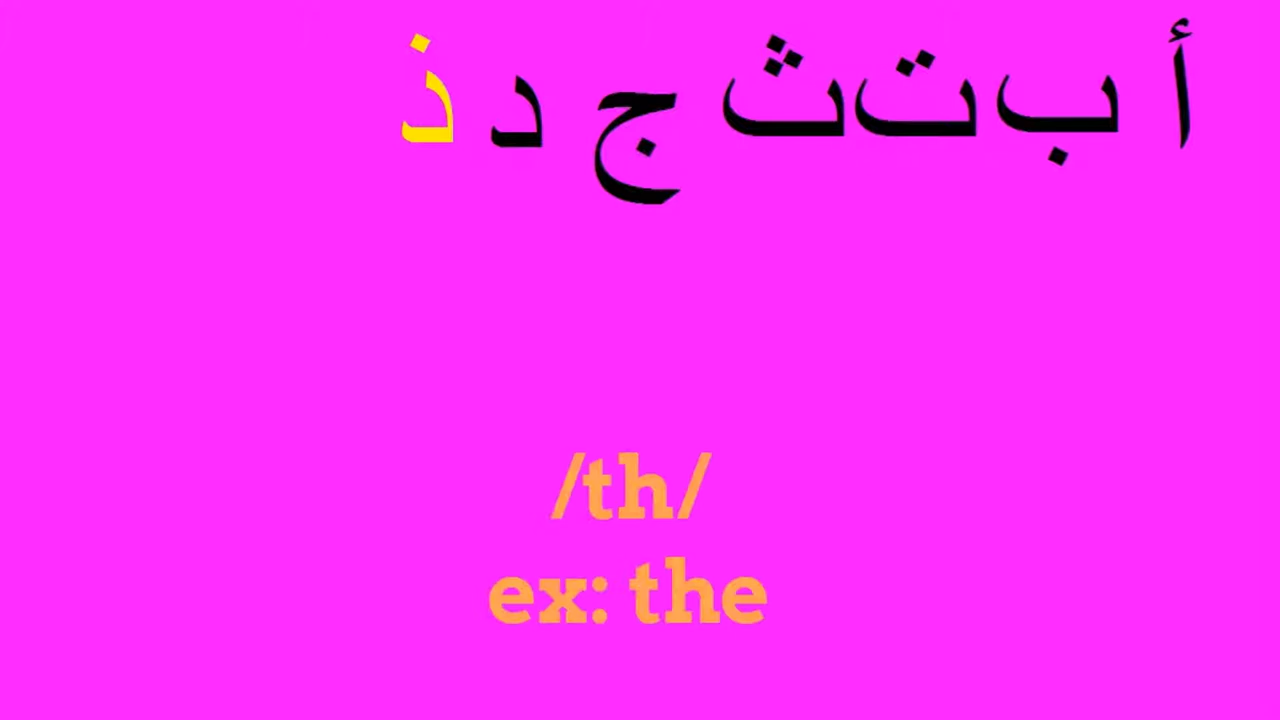 أ ب ت ث ج د ذ
/th/
ex: the